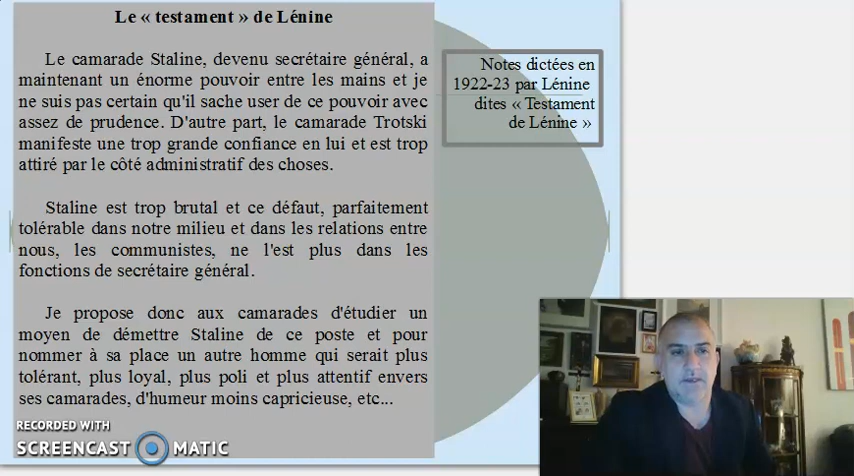 Le « testament » de Lénine
Le camarade Staline, devenu secrétaire général, a
maintenant un énorme pouvoir entre les mains et je
ne suis pas certain qu'il sache user de ce pouvoir avec
assez de prudence. D'autre part, le camarade Trotski
manifeste une trop grande confiance en lui et est trop
attiré par le côté administratif des choses.
Staline est trop brutal et ce défaut, parfaitement
tolérable dans notre milieu et dans les relations entre
nous, les communistes, ne l'est plus dans les
fonctions de secrétaire général.
Je propose donc aux camarades d'étudier un
moyen de démettre Staline de ce poste et pour
nommer à sa place un autre homme qui serait plus
tolérant, plus loyal, plus poli et plus attentif envers
ses camarades, d'humeur moins capricieuse, etc...
Notes dictées en
1922-23 par Lénine
dites « Testament
de Lénine »
RECORDED WITH
SCREENCAST MATIC